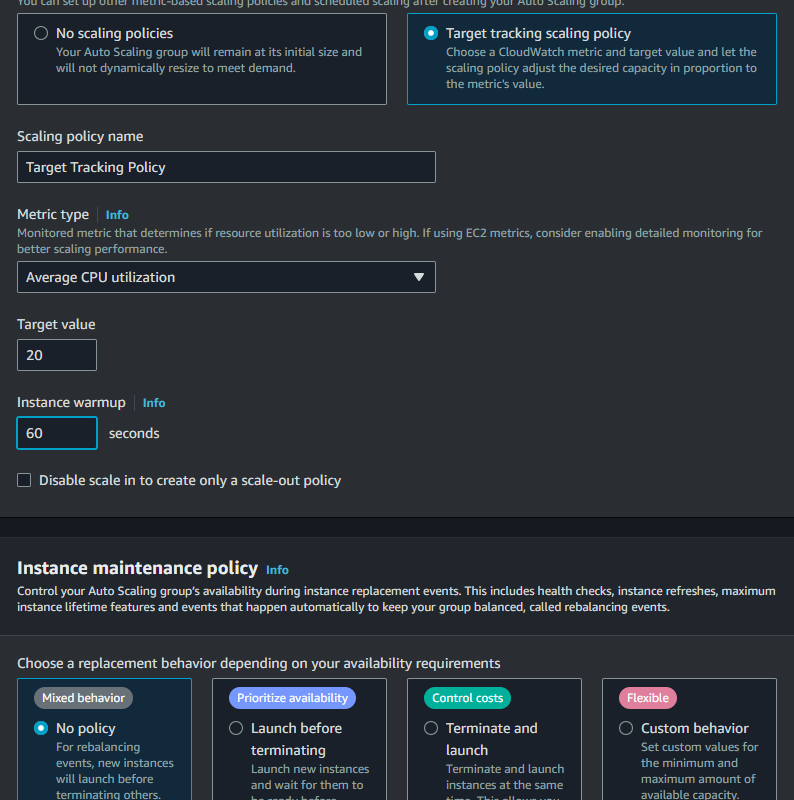 You can set up other metric-based scaling policies and scheduled scaling after creating your Auto Scaling group.
No scaling policies
Your Auto Scaling group will remain at its initial size and
will not dynamically resize to meet demand.
Target tracking scaling policy
Choose a CloudWatch metric and target value and let the
scaling policy adjust the desired capacity in proportion to
the metric's value.
Scaling policy name
Target Tracking Policy
Metric type Info
Monitored metric that determines if resource utilization is too low or high. If using EC2 metrics, consider enabling detailed monitoring for
better scaling performance.
Average CPU utilization
Target value
20
Instance warmup Info
60 seconds
Disable scale in to create only a scale-out policy
Instance maintenance policy Info
Control your Auto Scaling group's availability during instance replacement events. This includes health checks, instance refreshes, maximum
instance lifetime features and events that happen automatically to keep your group balanced, called rebalancing events.
Choose a replacement behavior depending on your availability requirements
Mixed behavior
No policy
For rebalancing
events, new instances
will launch before
terminating others.
Prioritize availability
Launch before
terminating
Launch new instances
and wait for them to
be ready before
Control costs
Terminate and
launch
Terminate and launch
instances at the same
time. This allows you
Flexible
Custom behavior
Set custom values for
the minimum and
maximum amount of
available capacity.